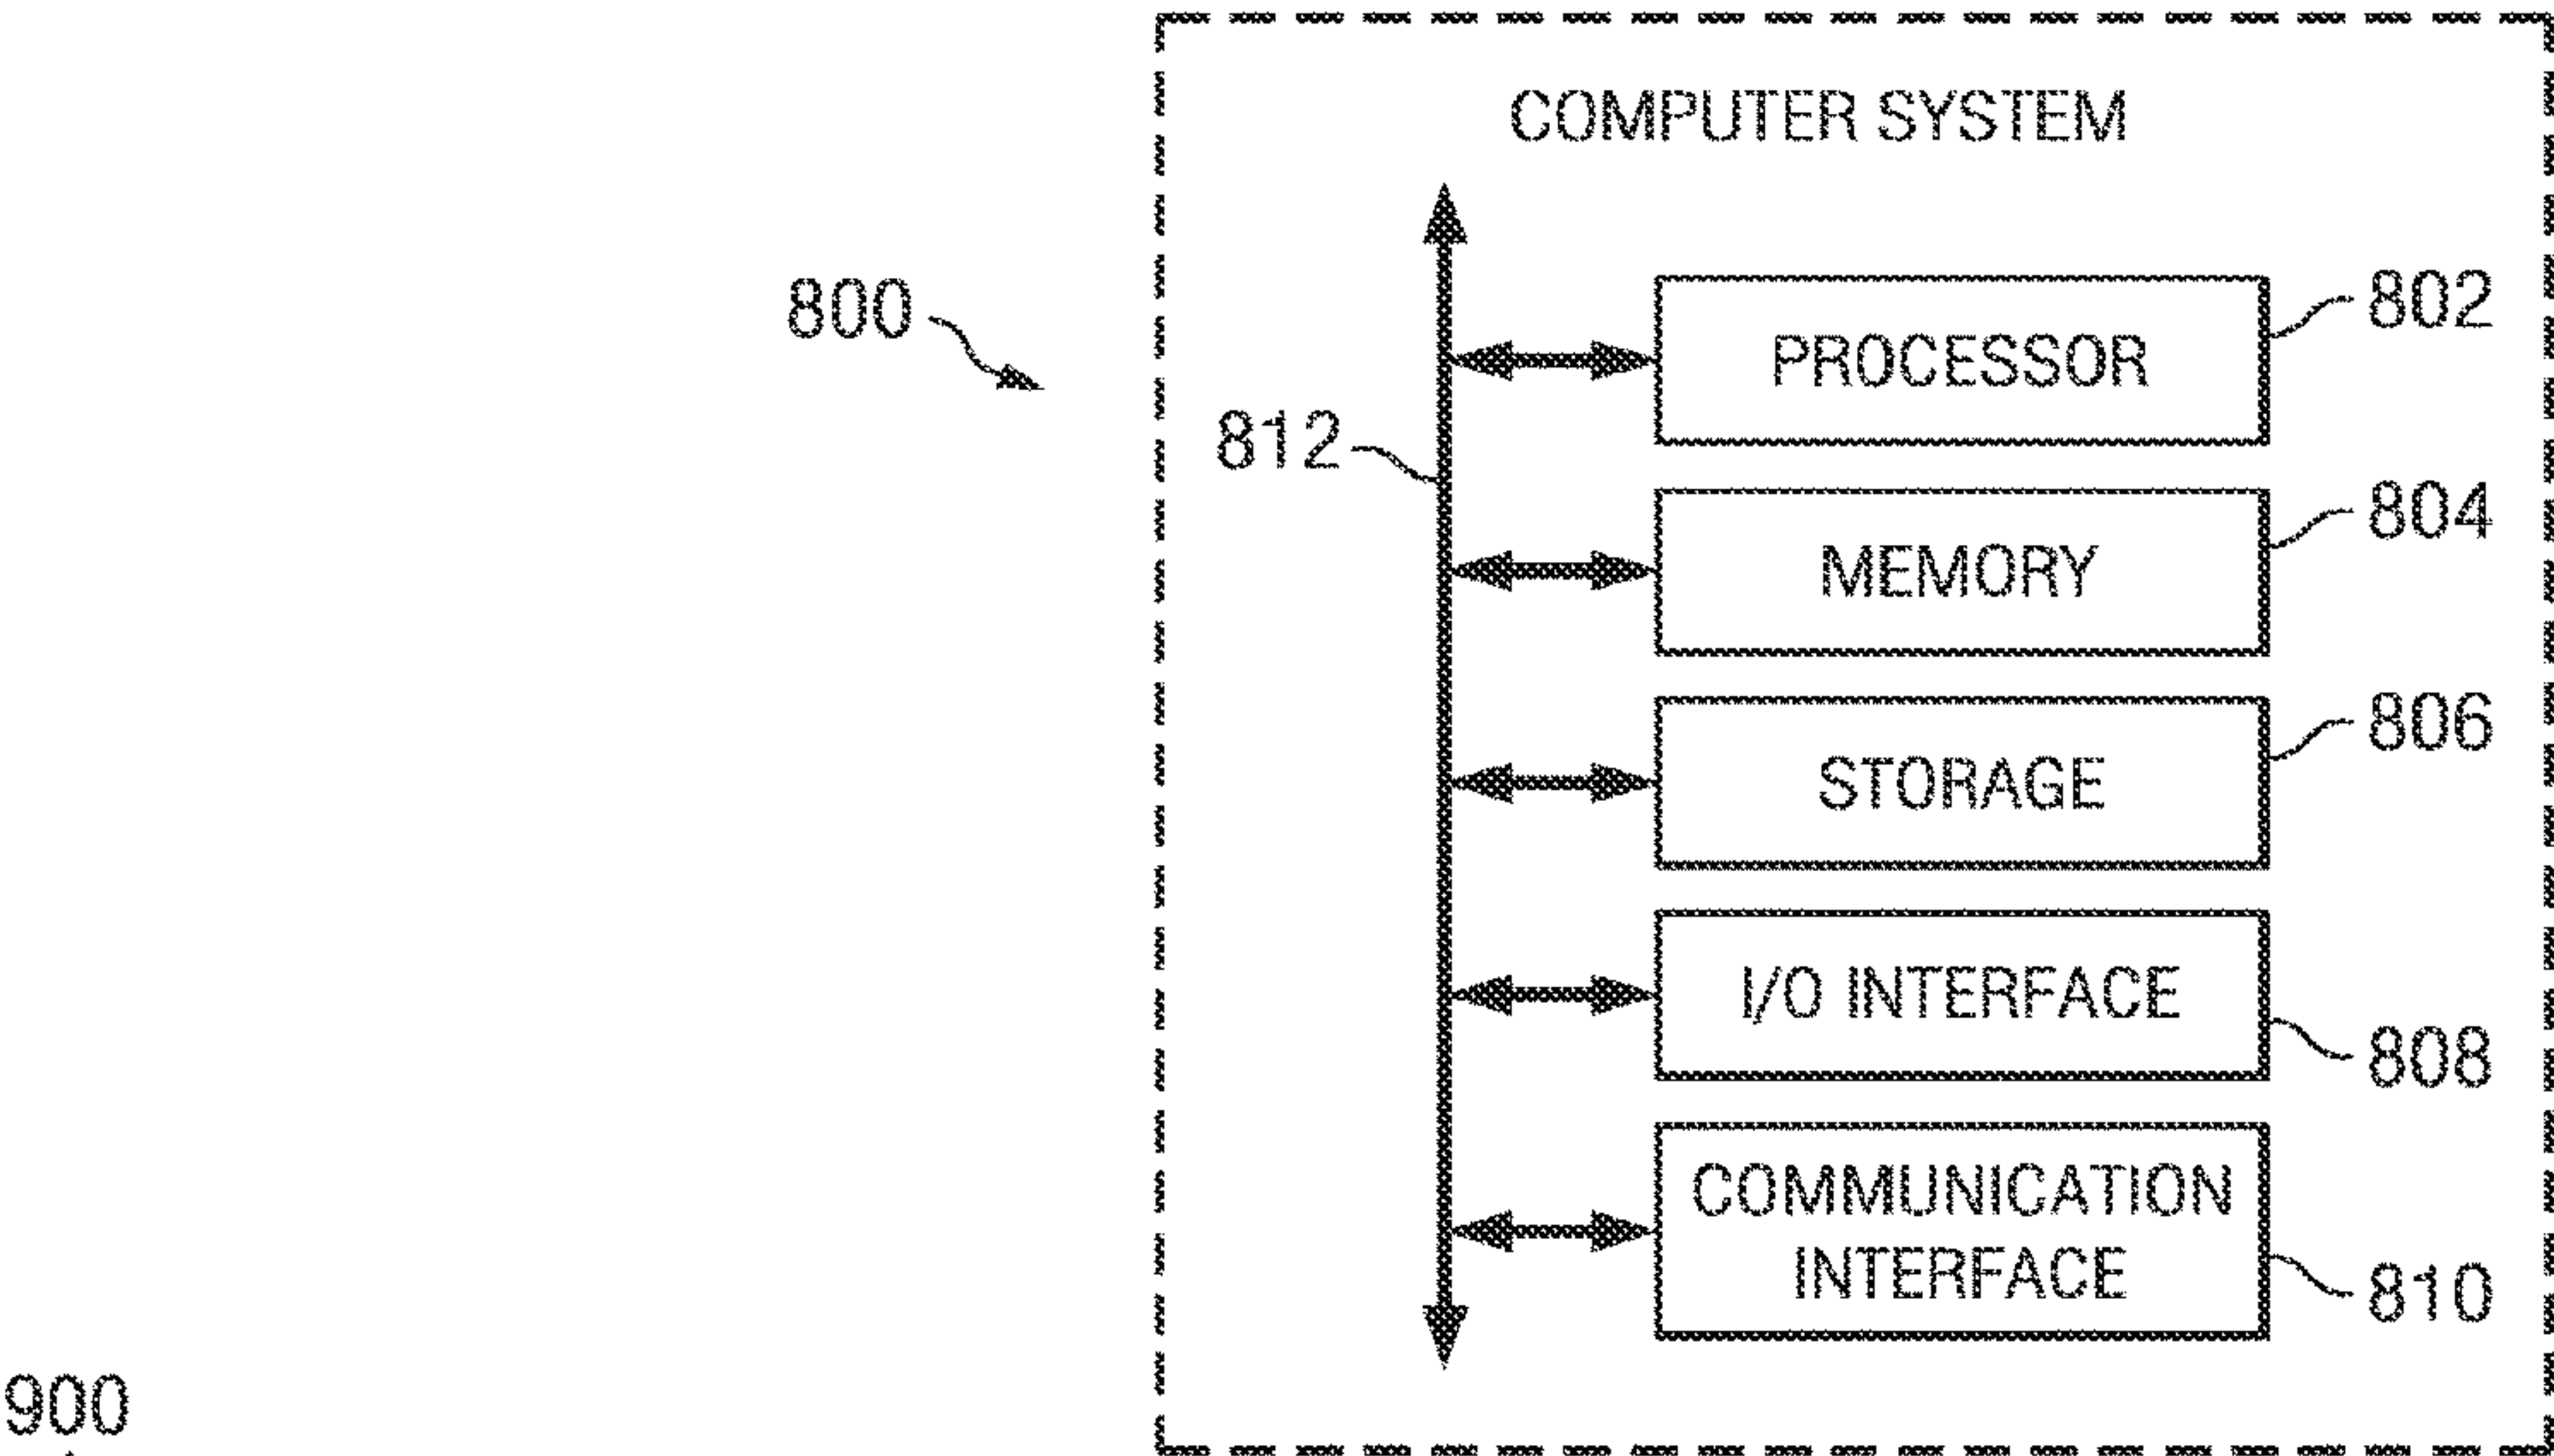 COMPUTER SYSTEM
800
802
PROCESSOR
812
804
MEMORY
806
STORAGE
I/O INTERFACE
808
COMMUNICATION
INTERFACE
810
900